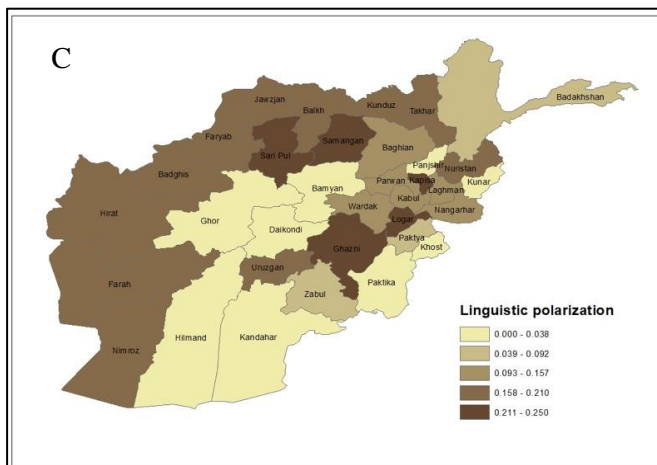 C
Jawzjan
Balkh
Kunduz
Takhar
Badakhshan
Faryab
Sari Pul
Samangan
Baghlan
Badghis
Panjshir
Nuristan
Kunar
Hirat
Bamyan
Parwan
Kapisa
Laghman
Ghor
Wardak
Kabul
Nangarhar
Daikondi
Logar
Ghazni
Paktya
Khost
Uruzgan
Farah
Zabul
Paktika
Linguistic polarization
0.000 - 0.038
Nimroz
Hilmand
Kandahar
0.039 - 0.092
0.093 - 0.157
0.158 - 0.210
0.211 - 0.250